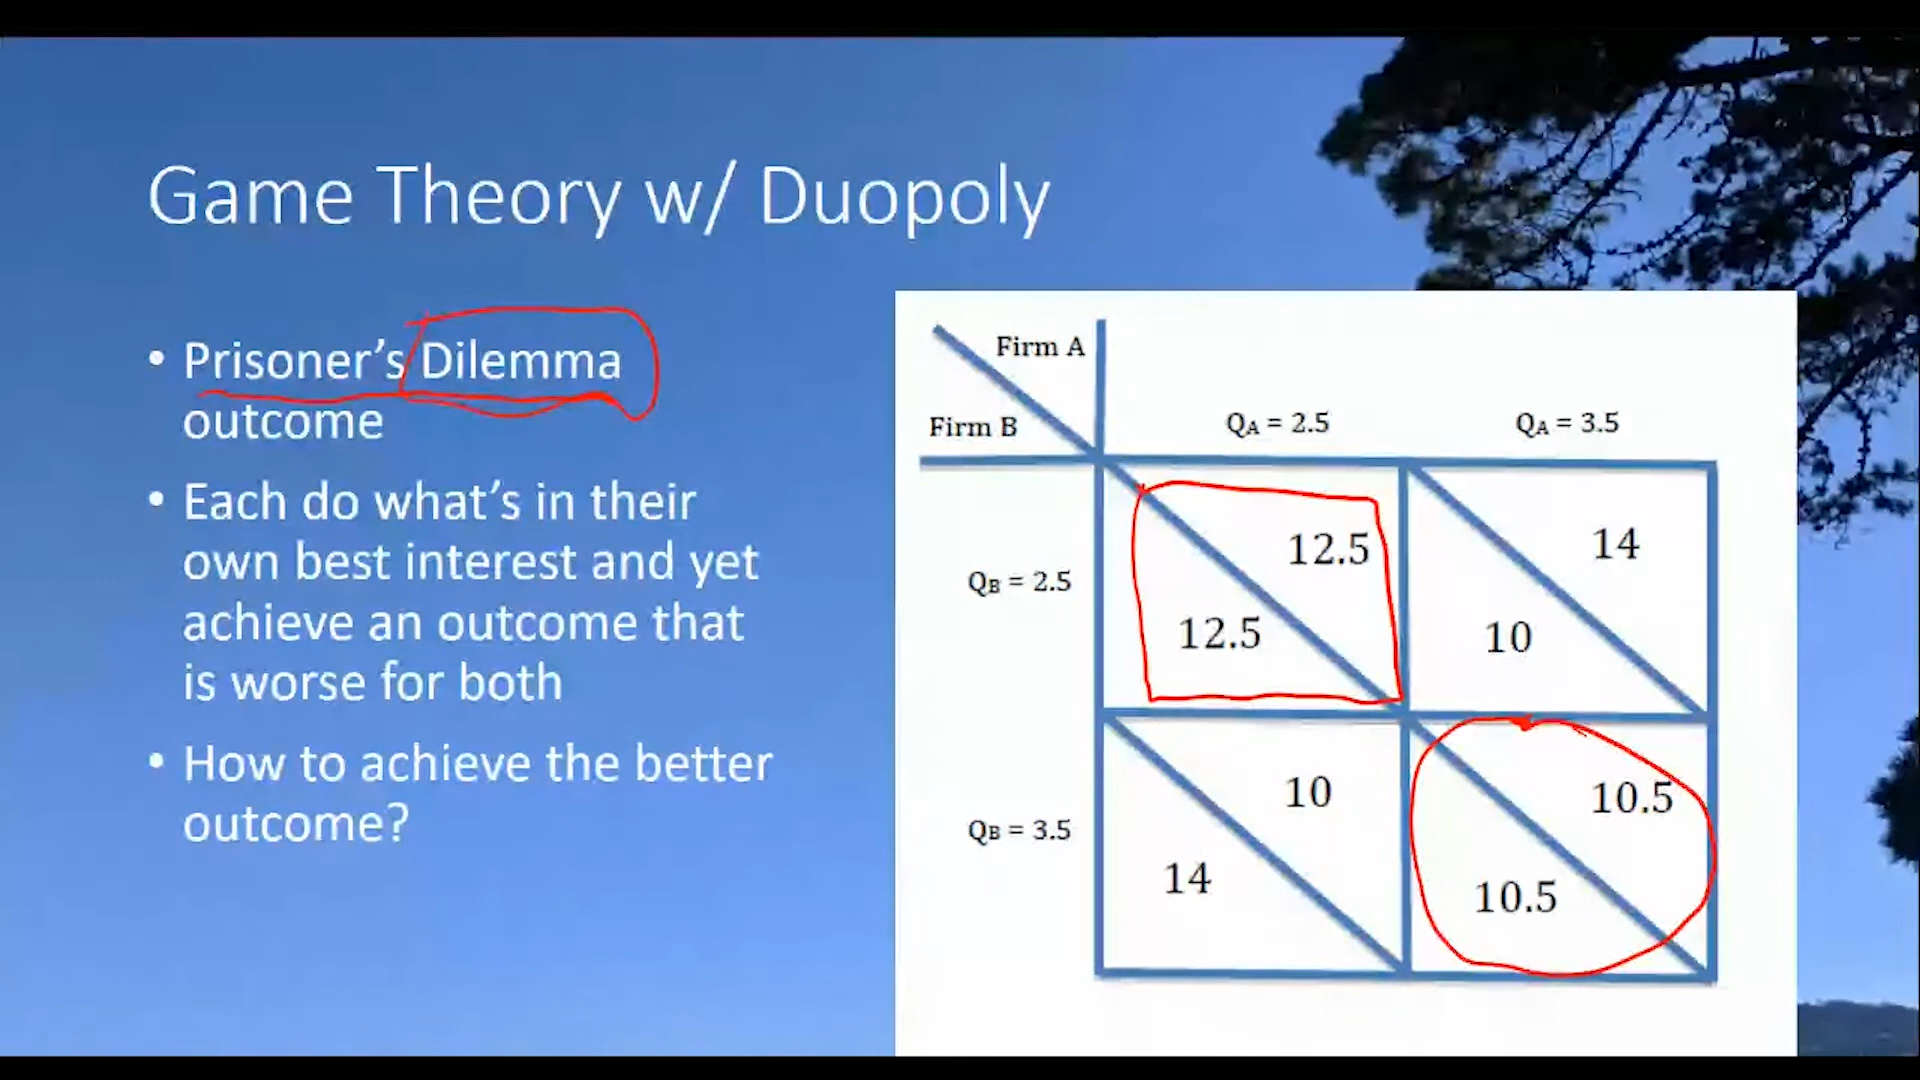 Game Theory w/ Duopoly
• Prisoner’s Dilemma
outcome
• Each do what’s in their
own best interest and yet
achieve an outcome that
is worse for both
• How to achieve the better
outcome?
Firm A
Firm B
QA = 2.5
QA = 3.5
QB = 2.5
12.5
12.5
14
10
QB = 3.5
10
14
10.5
10.5